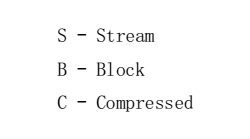 S - Stream
B - Block
C - Compressed